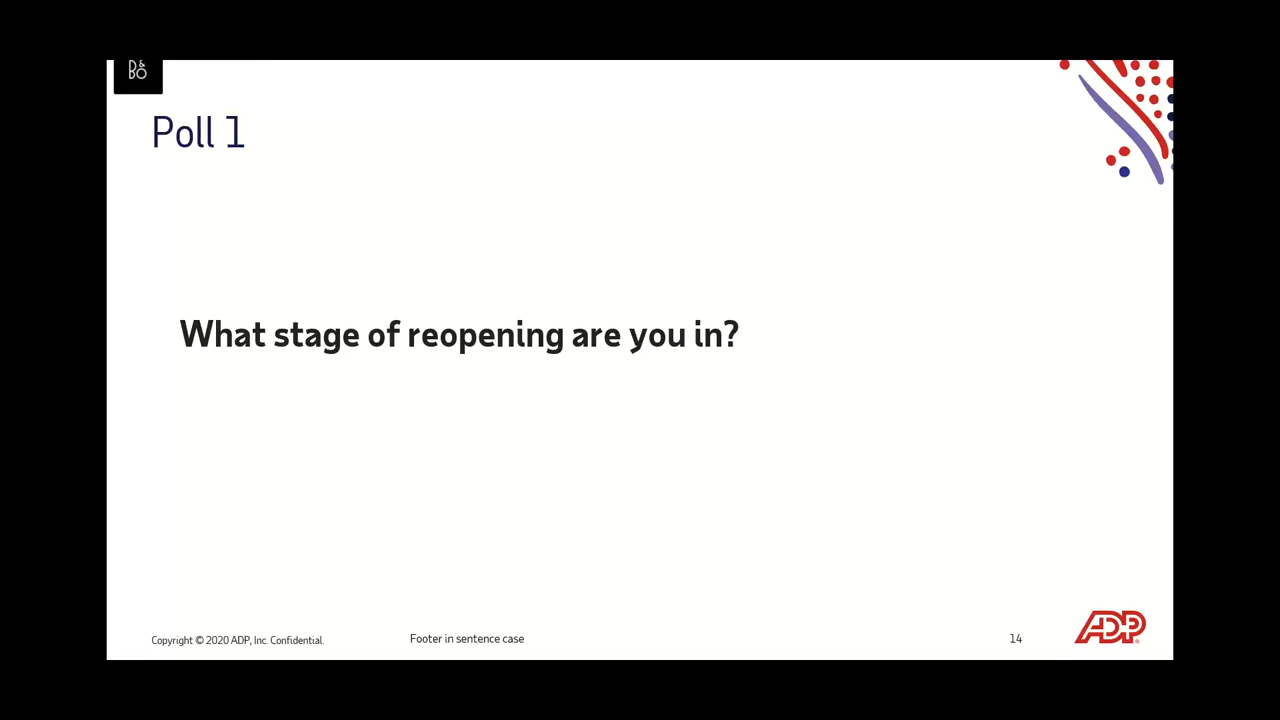 D&
BO
Poll 1
What stage of reopening are you in?
Copyright © 2020 ADP, Inc. Confidential.
Footer in sentence case
14
ADP